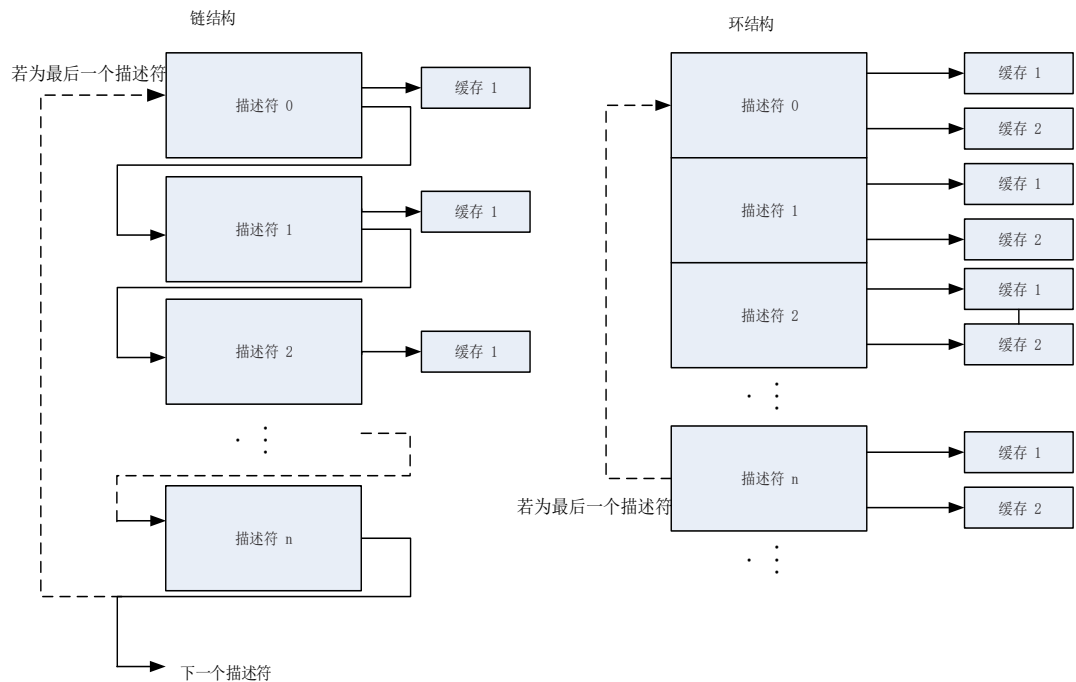 链结构
若为最后一个描述符
描述符 0
缓存 1
描述符 1
缓存 1
描述符 2
缓存 1
描述符 n
下一个描述符
环结构
描述符 0
缓存 1
缓存 2
描述符 1
缓存 1
缓存 2
描述符 2
缓存 1
缓存 2
描述符 n
缓存 1
缓存 2
若为最后一个描述符